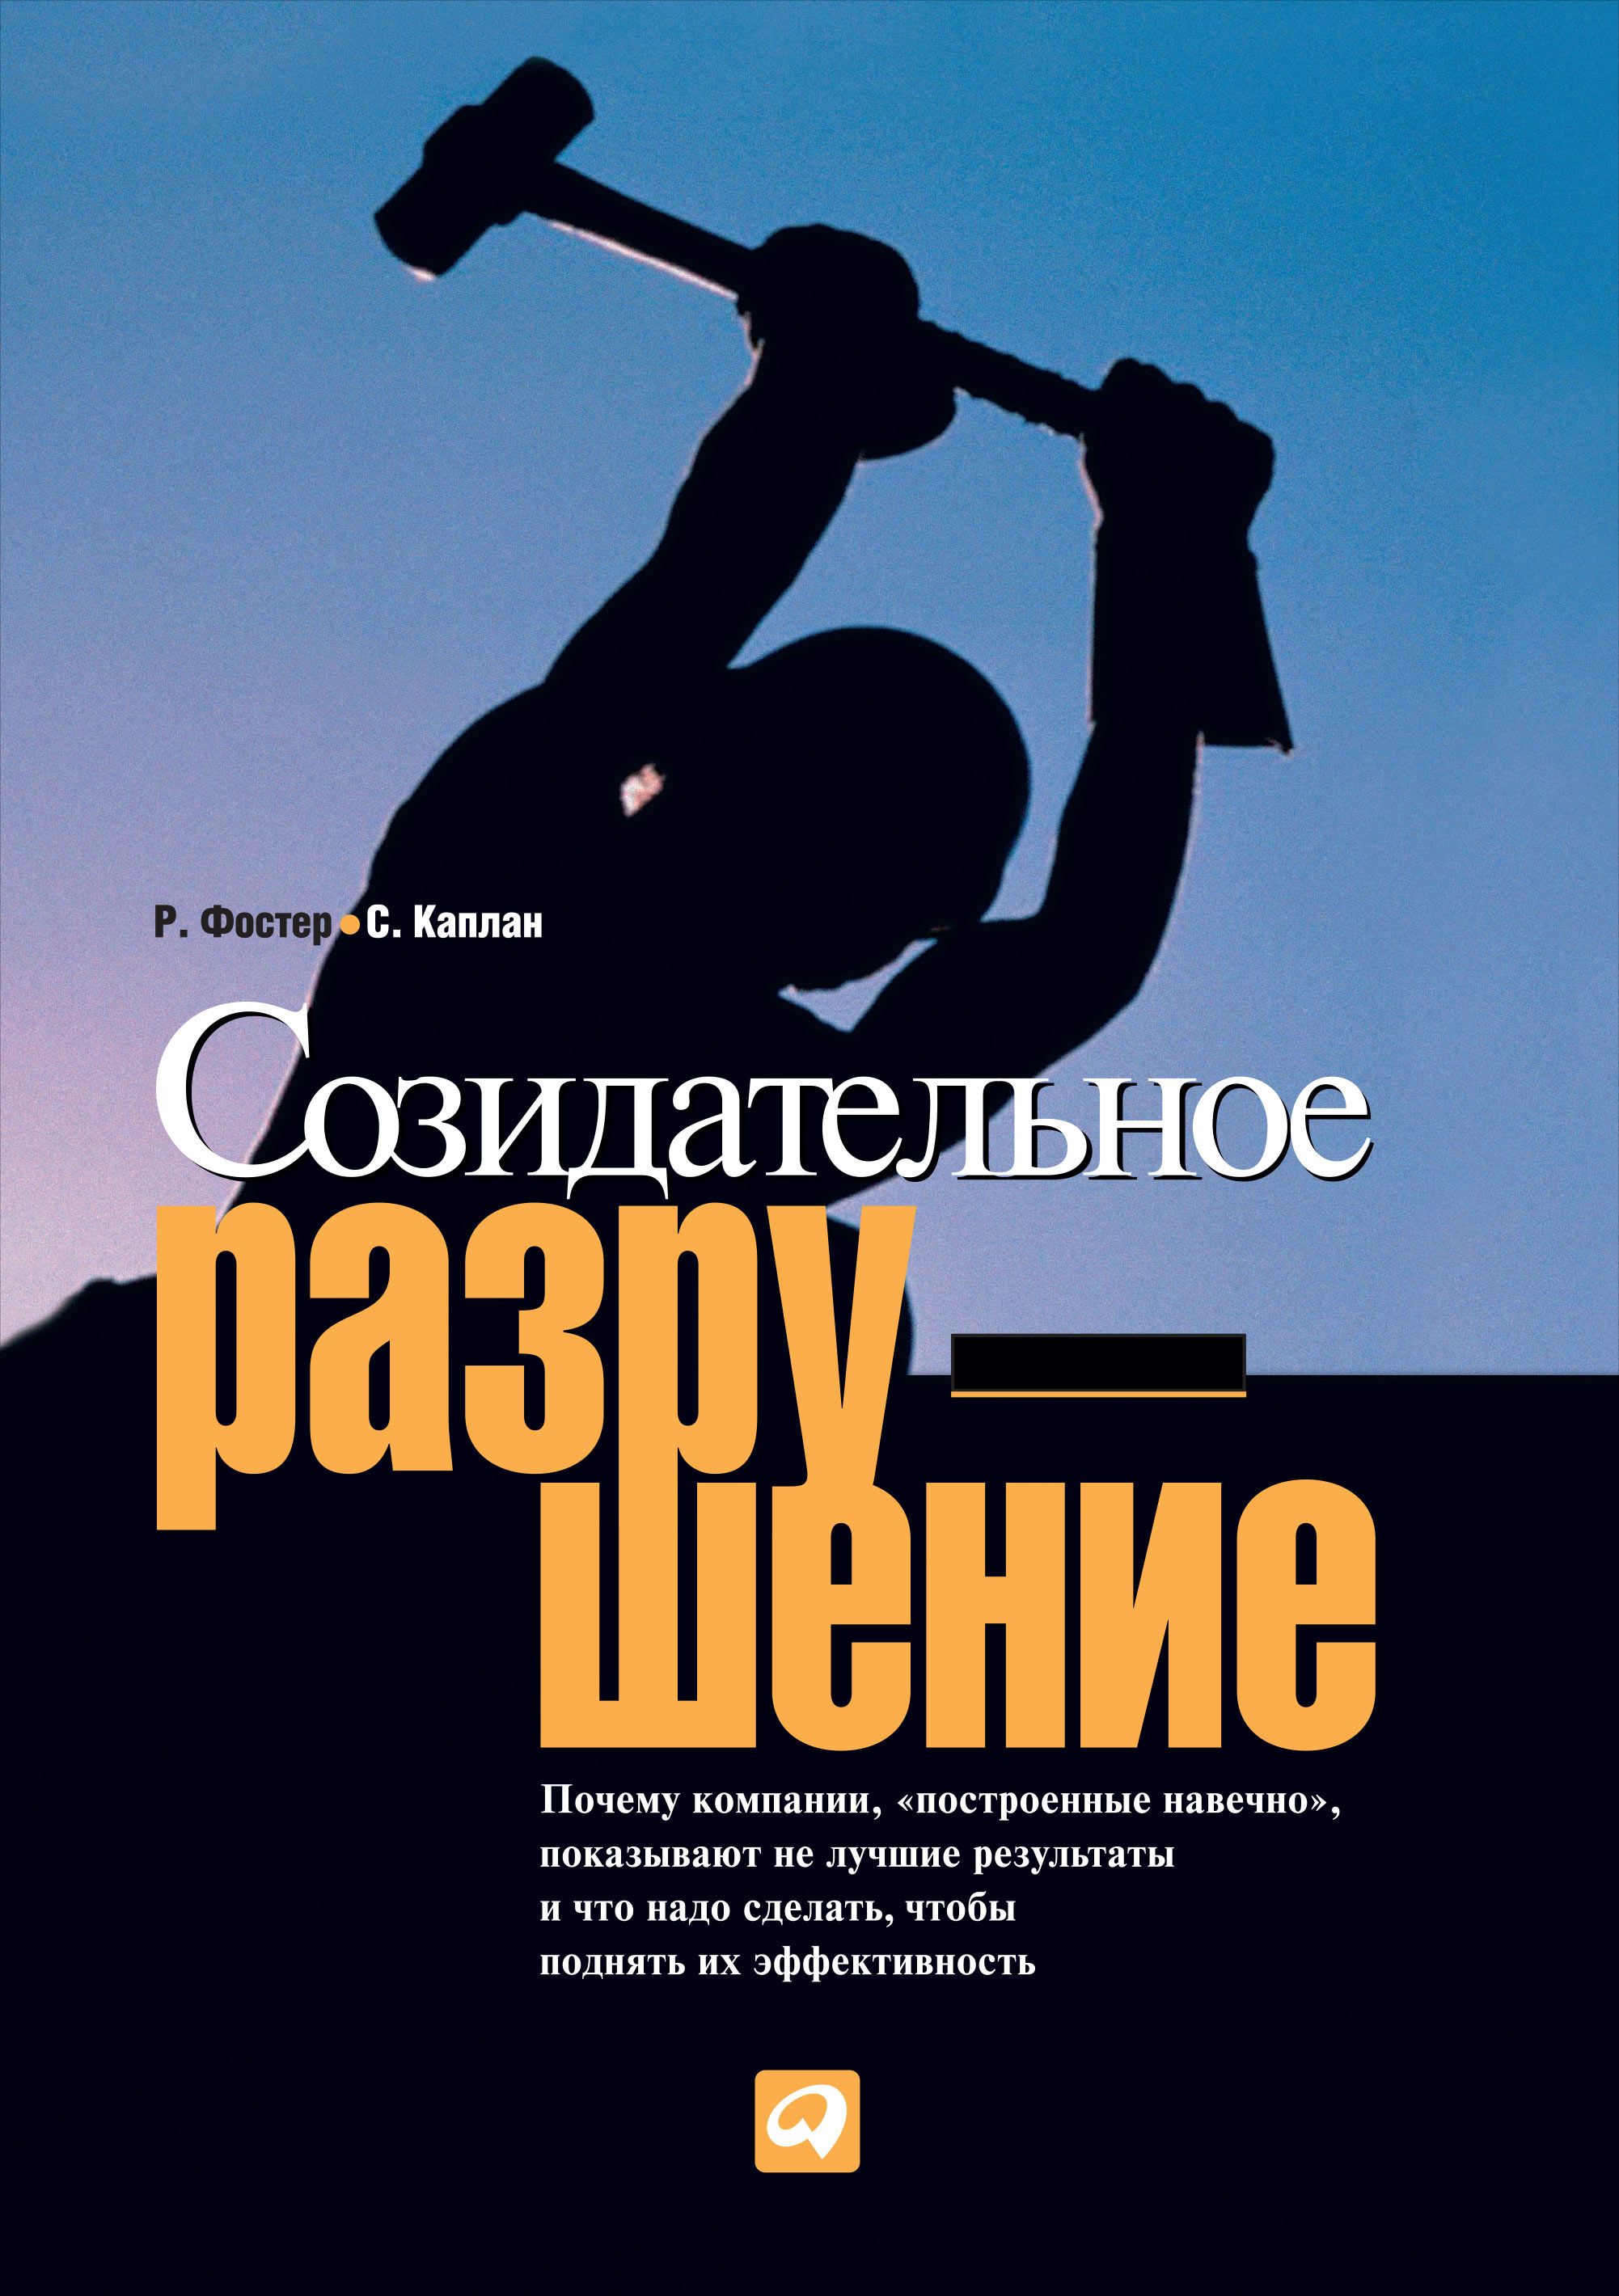 Р. Фостер • С. Каплан
Созидательное
разру—
шение
Почему компании, «построенные навечно»,
показывают не лучшие результаты
и что надо сделать, чтобы
поднять их эффективность